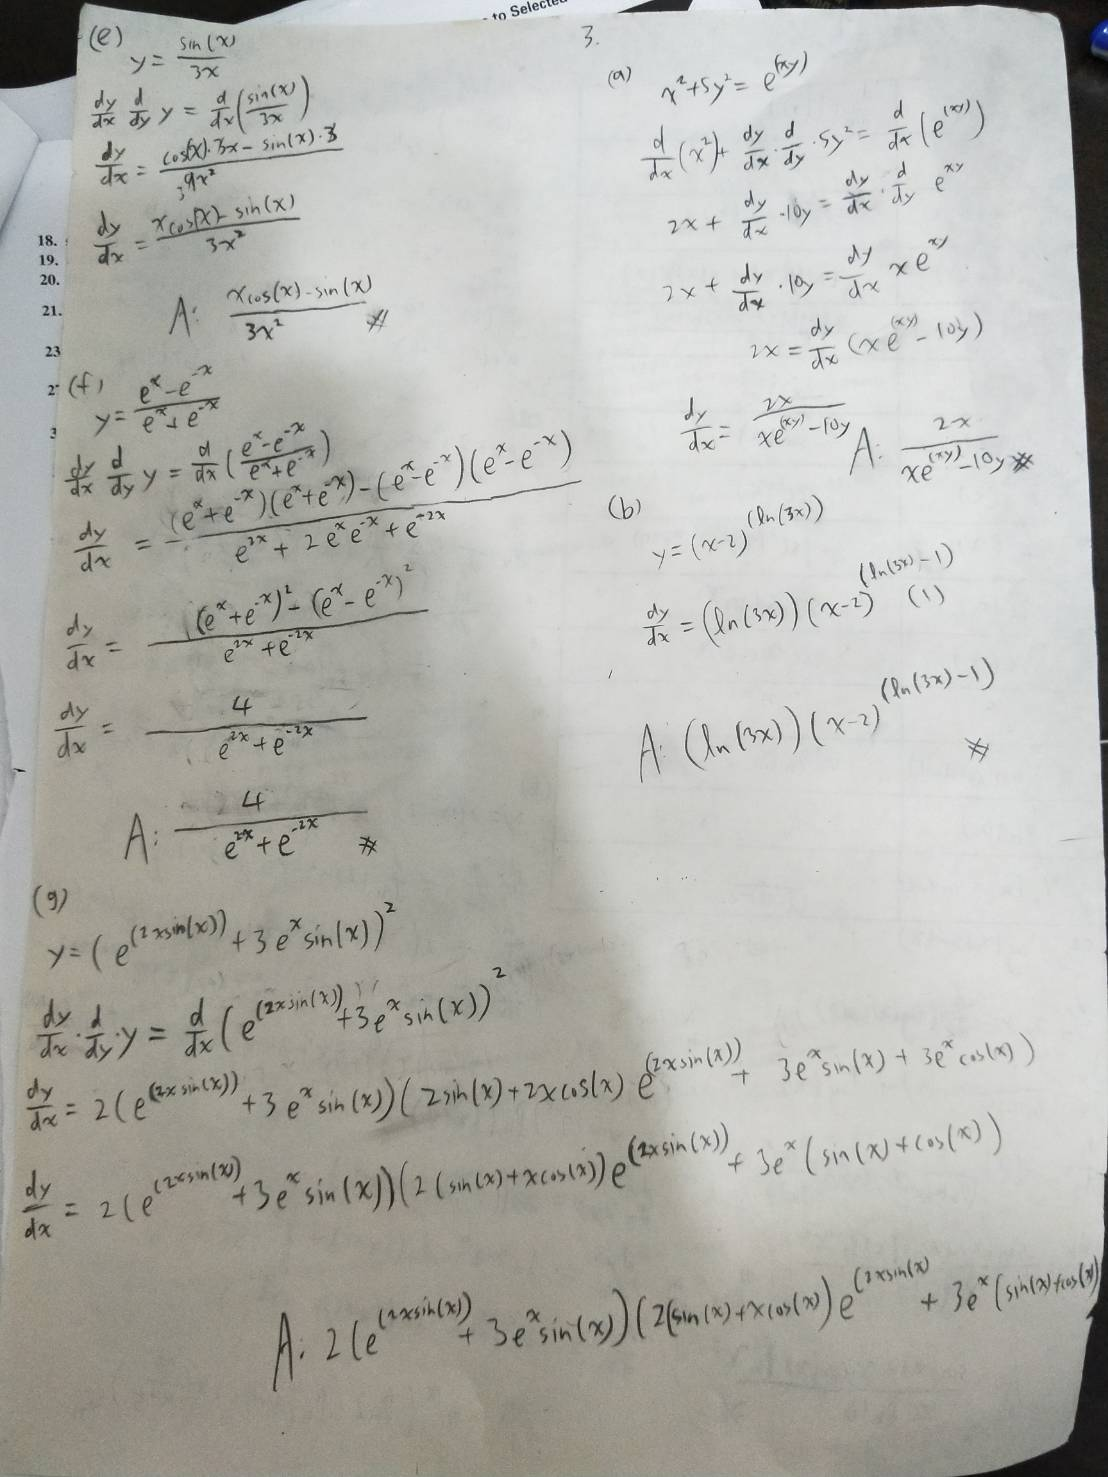 to Selected
18.
19.
20.
21.
23
(e)
y = sin(x)/3x
dy/dx d/dy y = d/dx (sin(x)/3x)
dy/dx = cos(x)·3x - sin(x)·3 / 9x²
dy/dx = xcos(x) - sin(x) / 3x²
A: xcos(x) - sin(x) / 3x²
(f)
y = e^x - e^-x / e^x + e^-x
dy/dx d/dy y = d/dx (e^x - e^-x / e^x + e^-x)
dy/dx = (e^x + e^-x)(e^x + e^-x) - (e^x - e^-x)(e^x - e^-x) / e^2x + 2e^x e^-x + e^-2x
dy/dx = (e^x + e^-x)² - (e^x - e^-x)² / e^2x + e^-2x
dy/dx = 4 / e^2x + e^-2x
A: 4 / e^2x + e^-2x
(g)
y = (e^(2xsin(x)) + 3e^x sin(x))²
dy/dx · d/dy · y = d/dx (e^(2xsin(x)) + 3e^x sin(x))²
dy/dx = 2(e^(2xsin(x)) + 3e^x sin(x))(2sin(x) + 2xcos(x) e^(2xsin(x)) + 3e^x sin(x) + 3e^x cos(x))
dy/dx = 2(e^(2xsin(x)) + 3e^x sin(x))(2(sin(x) + xcos(x))e^(2xsin(x)) + 3e^x (sin(x) + cos(x))
A: 2(e^(2xsin(x)) + 3e^x sin(x))(2(sin(x) + xcos(x))e^(2xsin(x) + 3e^x (sin(x) + cos(x))
3.
(a) x² + 5y² = e^(xy)
d/dx (x²) + dy/dx · d/dy · 5y² = d/dx (e^(xy))
2x + dy/dx · 10y = dy/dx · d/dy e^xy
2x + dy/dx · 10y = dy/dx xe^xy
2x = dy/dx (xe^(xy) - 10y)
dy/dx = 2x / xe^(xy) - 10y
A: 2x / xe^(xy) - 10y
(b)
y = (x-2)^(ln(3x))
dy/dx = (ln(3x))(x-2)^(ln(3x)-1) (1)
A: (ln(3x))(x-2)^(ln(3x)-1)